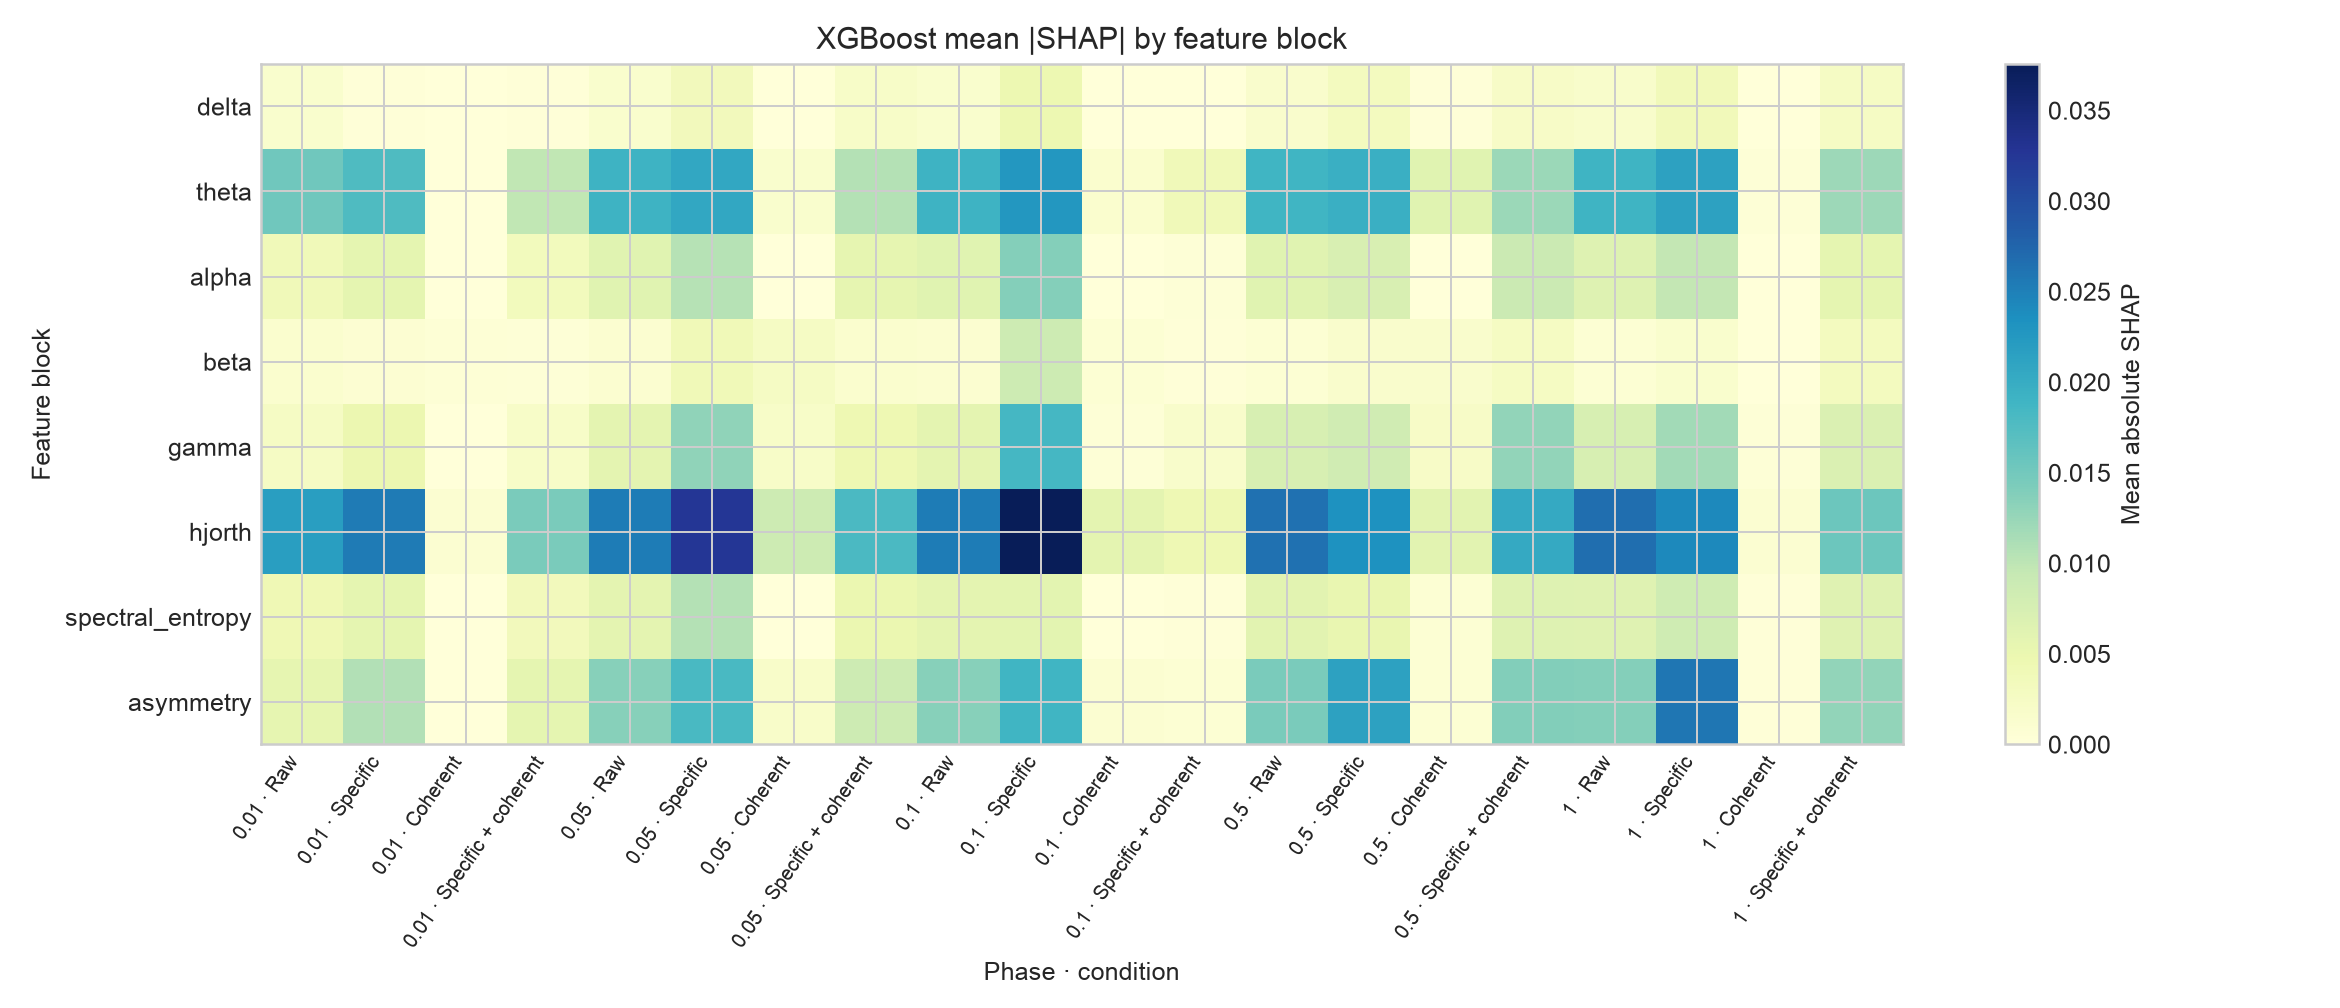 XGBoost mean |SHAP| by feature block
Feature block
delta
theta
alpha
beta
gamma
hjorth
spectral_entropy
asymmetry
0.01 · Raw
0.01 · Specific
0.01 · Coherent
0.01 · Specific + coherent
0.05 · Raw
0.05 · Specific
0.05 · Coherent
0.05 · Specific + coherent
0.1 · Raw
0.1 · Specific
0.1 · Coherent
0.1 · Specific + coherent
0.5 · Raw
0.5 · Specific
0.5 · Coherent
0.5 · Specific + coherent
1 · Raw
1 · Specific
1 · Coherent
1 · Specific + coherent
Phase · condition
0.035
0.030
0.025
0.020
0.015
0.010
0.005
0.000
Mean absolute SHAP